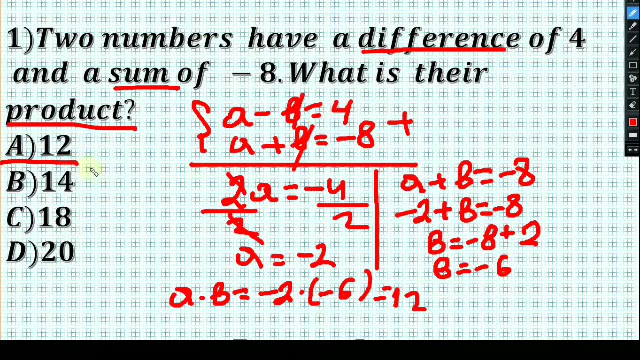 1)Two numbers have a difference of 4
and a sum of −8.What is their
product?
A)12
B)14
C)18
D)20
a − b = 4
a + b = −8 +
2a = −4
2 2
a = −2
a + b = −8
−2 + b = −8
b = −8 + 2
b = −6
a · b = −2 · (−6) = 12